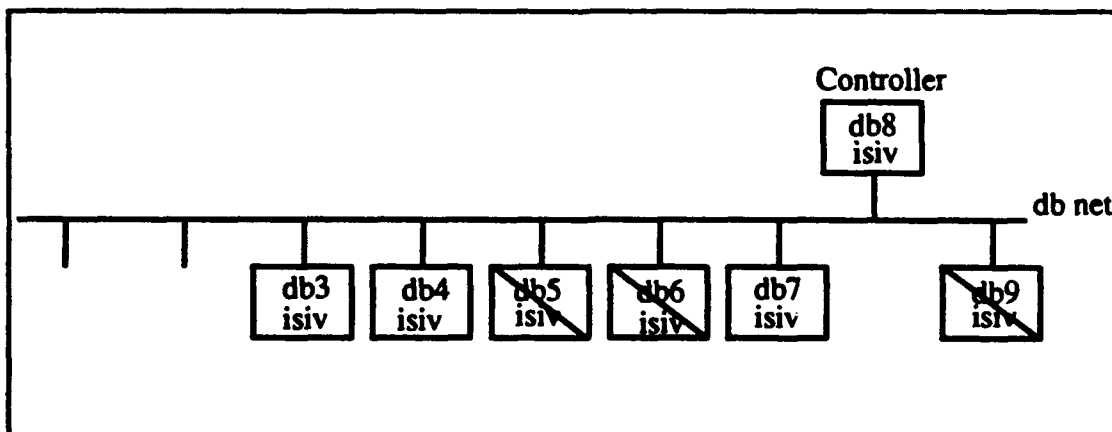 Controller
db8
isiv
db net
db3
isiv
db4
isiv
db5
isiv
db6
isiv
db7
isiv
db9
isiv